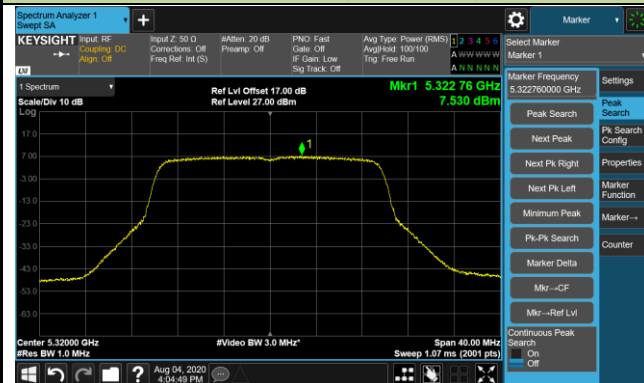 Spectrum Analyzer 1
Swept SA
+
Marker
KEYSIGHT
Input: RF
Coupling: DC
Align: Off
Input Z: 50 Ω
Corrections: Off
Freq Ref: Int (S)
#Atten: 20 dB
Preamp: Off
PNO: Fast
Gate: Off
IF Gain: Low
Sig Track: Off
Avg Type: Power (RMS)
Avg|Hold: 100/100
Trig: Free Run
1 2 3 4 5 6
A W W W W W
A N N N N N
LXI
Select Marker
Marker 1
1 Spectrum
Scale/Div 10 dB
Log
Ref Lvl Offset 17.00 dB
Ref Level 27.00 dBm
Mkr1 5.322 76 GHz
7.530 dBm
17.0
7.00
-3.00
-13.0
-23.0
-33.0
-43.0
-53.0
-63.0
1
Center 5.32000 GHz
#Res BW 1.0 MHz
#Video BW 3.0 MHz*
Span 40.00 MHz
Sweep 1.07 ms (2001 pts)
Marker Frequency
5.322760000 GHz
Peak Search
Next Peak
Next Pk Right
Next Pk Left
Minimum Peak
Pk-Pk Search
Marker Delta
Mkr→CF
Mkr→Ref Lvl
Continuous Peak
Search
On
Off
Settings
Peak
Search
Pk Search
Config
Properties
Marker
Function
Marker→
Counter
?
Aug 04, 2020
4:04:49 PM